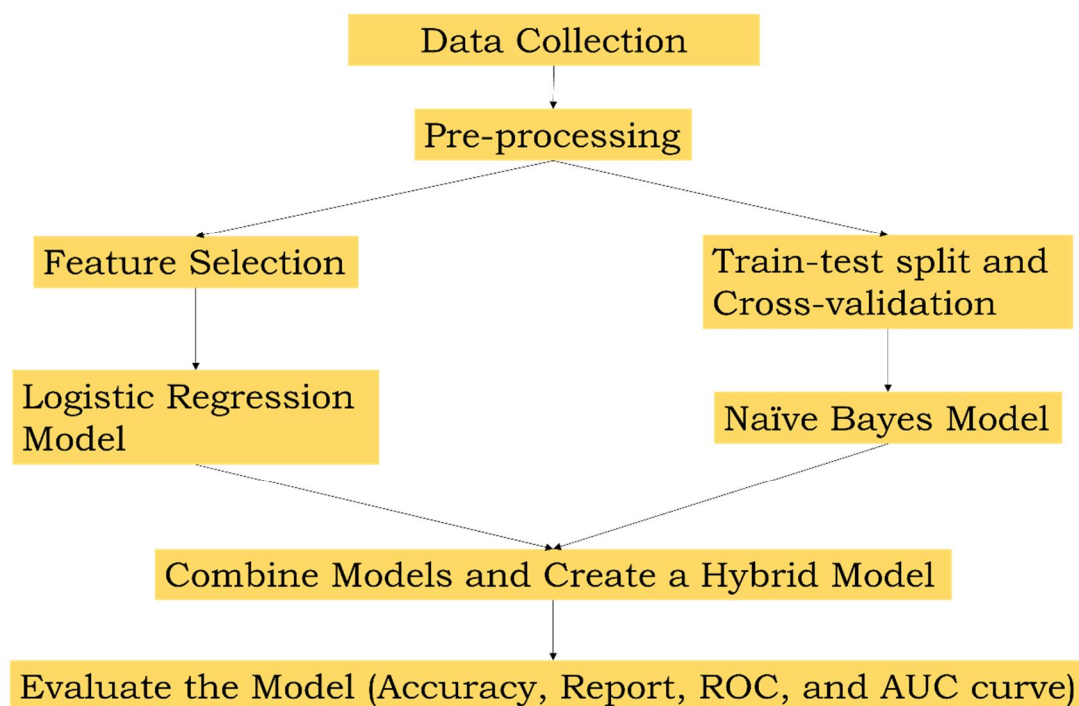 Data Collection
Pre-processing
Feature Selection
Train-test split and
Cross-validation
Logistic Regression
Model
Naïve Bayes Model
Combine Models and Create a Hybrid Model
Evaluate the Model (Accuracy, Report, ROC, and AUC curve)